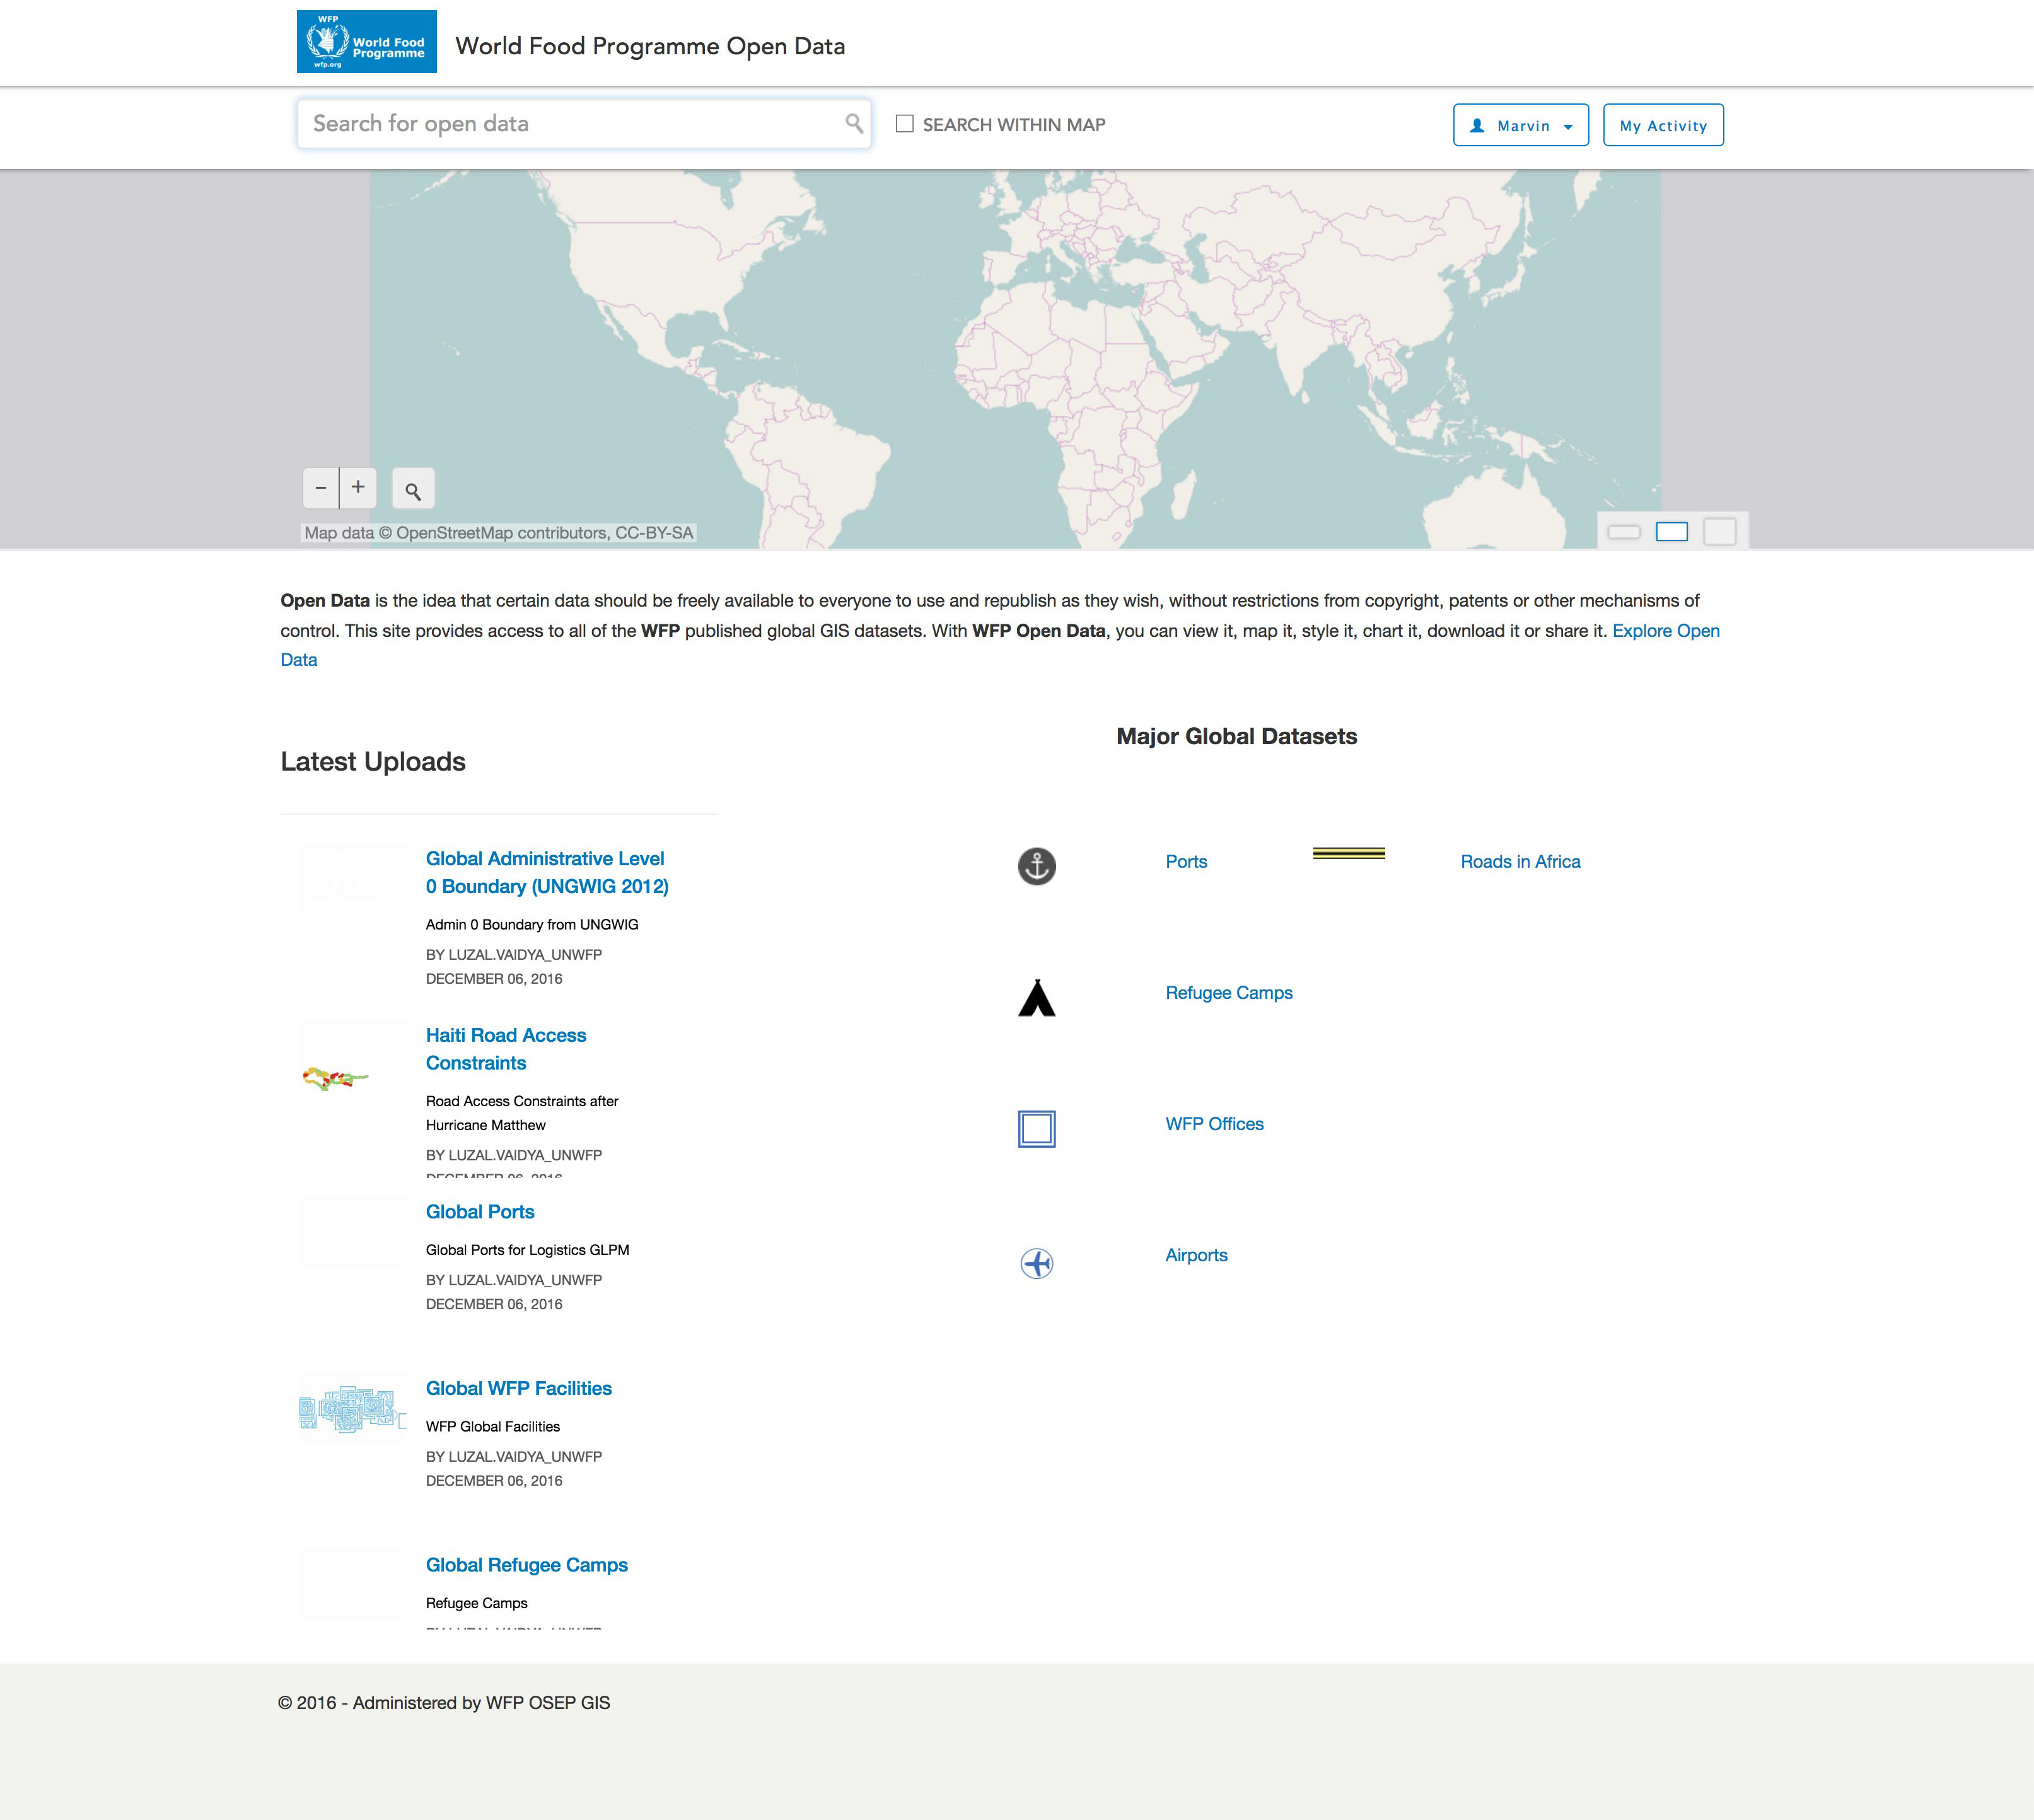 WFP
World Food
Programme
wfp.org
World Food Programme Open Data
Search for open data
SEARCH WITHIN MAP
Marvin
My Activity
− +
Map data © OpenStreetMap contributors, CC-BY-SA
Open Data is the idea that certain data should be freely available to everyone to use and republish as they wish, without restrictions from copyright, patents or other mechanisms of
control. This site provides access to all of the WFP published global GIS datasets. With WFP Open Data, you can view it, map it, style it, chart it, download it or share it. Explore Open
Data
Latest Uploads
Global Administrative Level
0 Boundary (UNGWIG 2012)
Admin 0 Boundary from UNGWIG
BY LUZAL.VAIDYA_UNWFP
DECEMBER 06, 2016
Haiti Road Access
Constraints
Road Access Constraints after
Hurricane Matthew
BY LUZAL.VAIDYA_UNWFP
DECEMBER 06, 2016
Global Ports
Global Ports for Logistics GLPM
BY LUZAL.VAIDYA_UNWFP
DECEMBER 06, 2016
Global WFP Facilities
WFP Global Facilities
BY LUZAL.VAIDYA_UNWFP
DECEMBER 06, 2016
Global Refugee Camps
Refugee Camps
Major Global Datasets
Ports
Roads in Africa
Refugee Camps
WFP Offices
Airports
© 2016 - Administered by WFP OSEP GIS